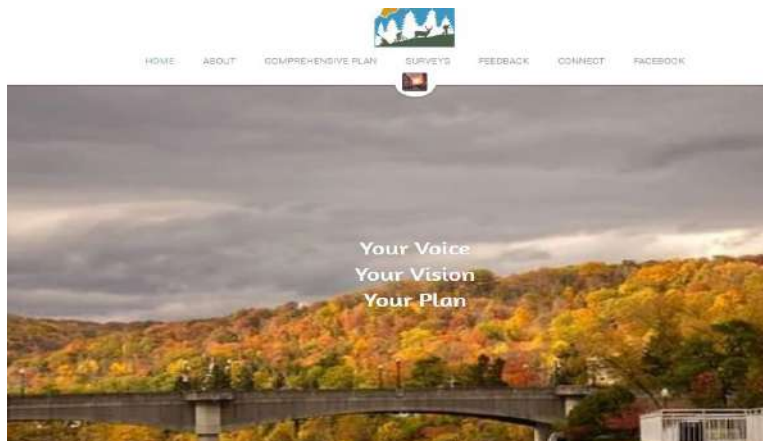 HOME ABOUT COMPREHENSIVE PLAN SURVEYS FEEDBACK CONNECT FACEBOOK
Your Voice
Your Vision
Your Plan